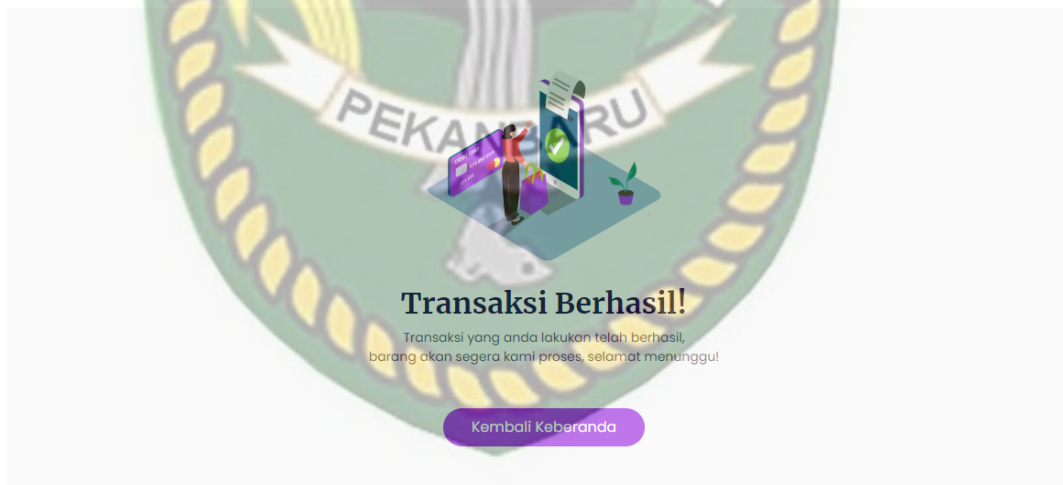 PEKANBARU
Transaksi Berhasil!
Transaksi yang anda lakukan telah berhasil,
barang akan segera kami proses, selamat menunggu!
Kembali Keberanda